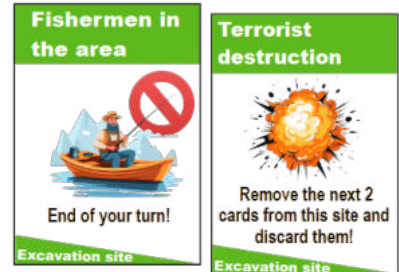 Fishermen in
the area
End of your turn!
Excavation site
Terrorist
destruction
Remove the next 2
cards from this site and
discard them!
Excavation site